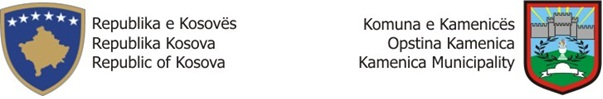 Republika e Kosovës
Republika Kosova
Republic of Kosova
Komuna e Kamenicës
Opstina Kamenica
Kamenica Municipality